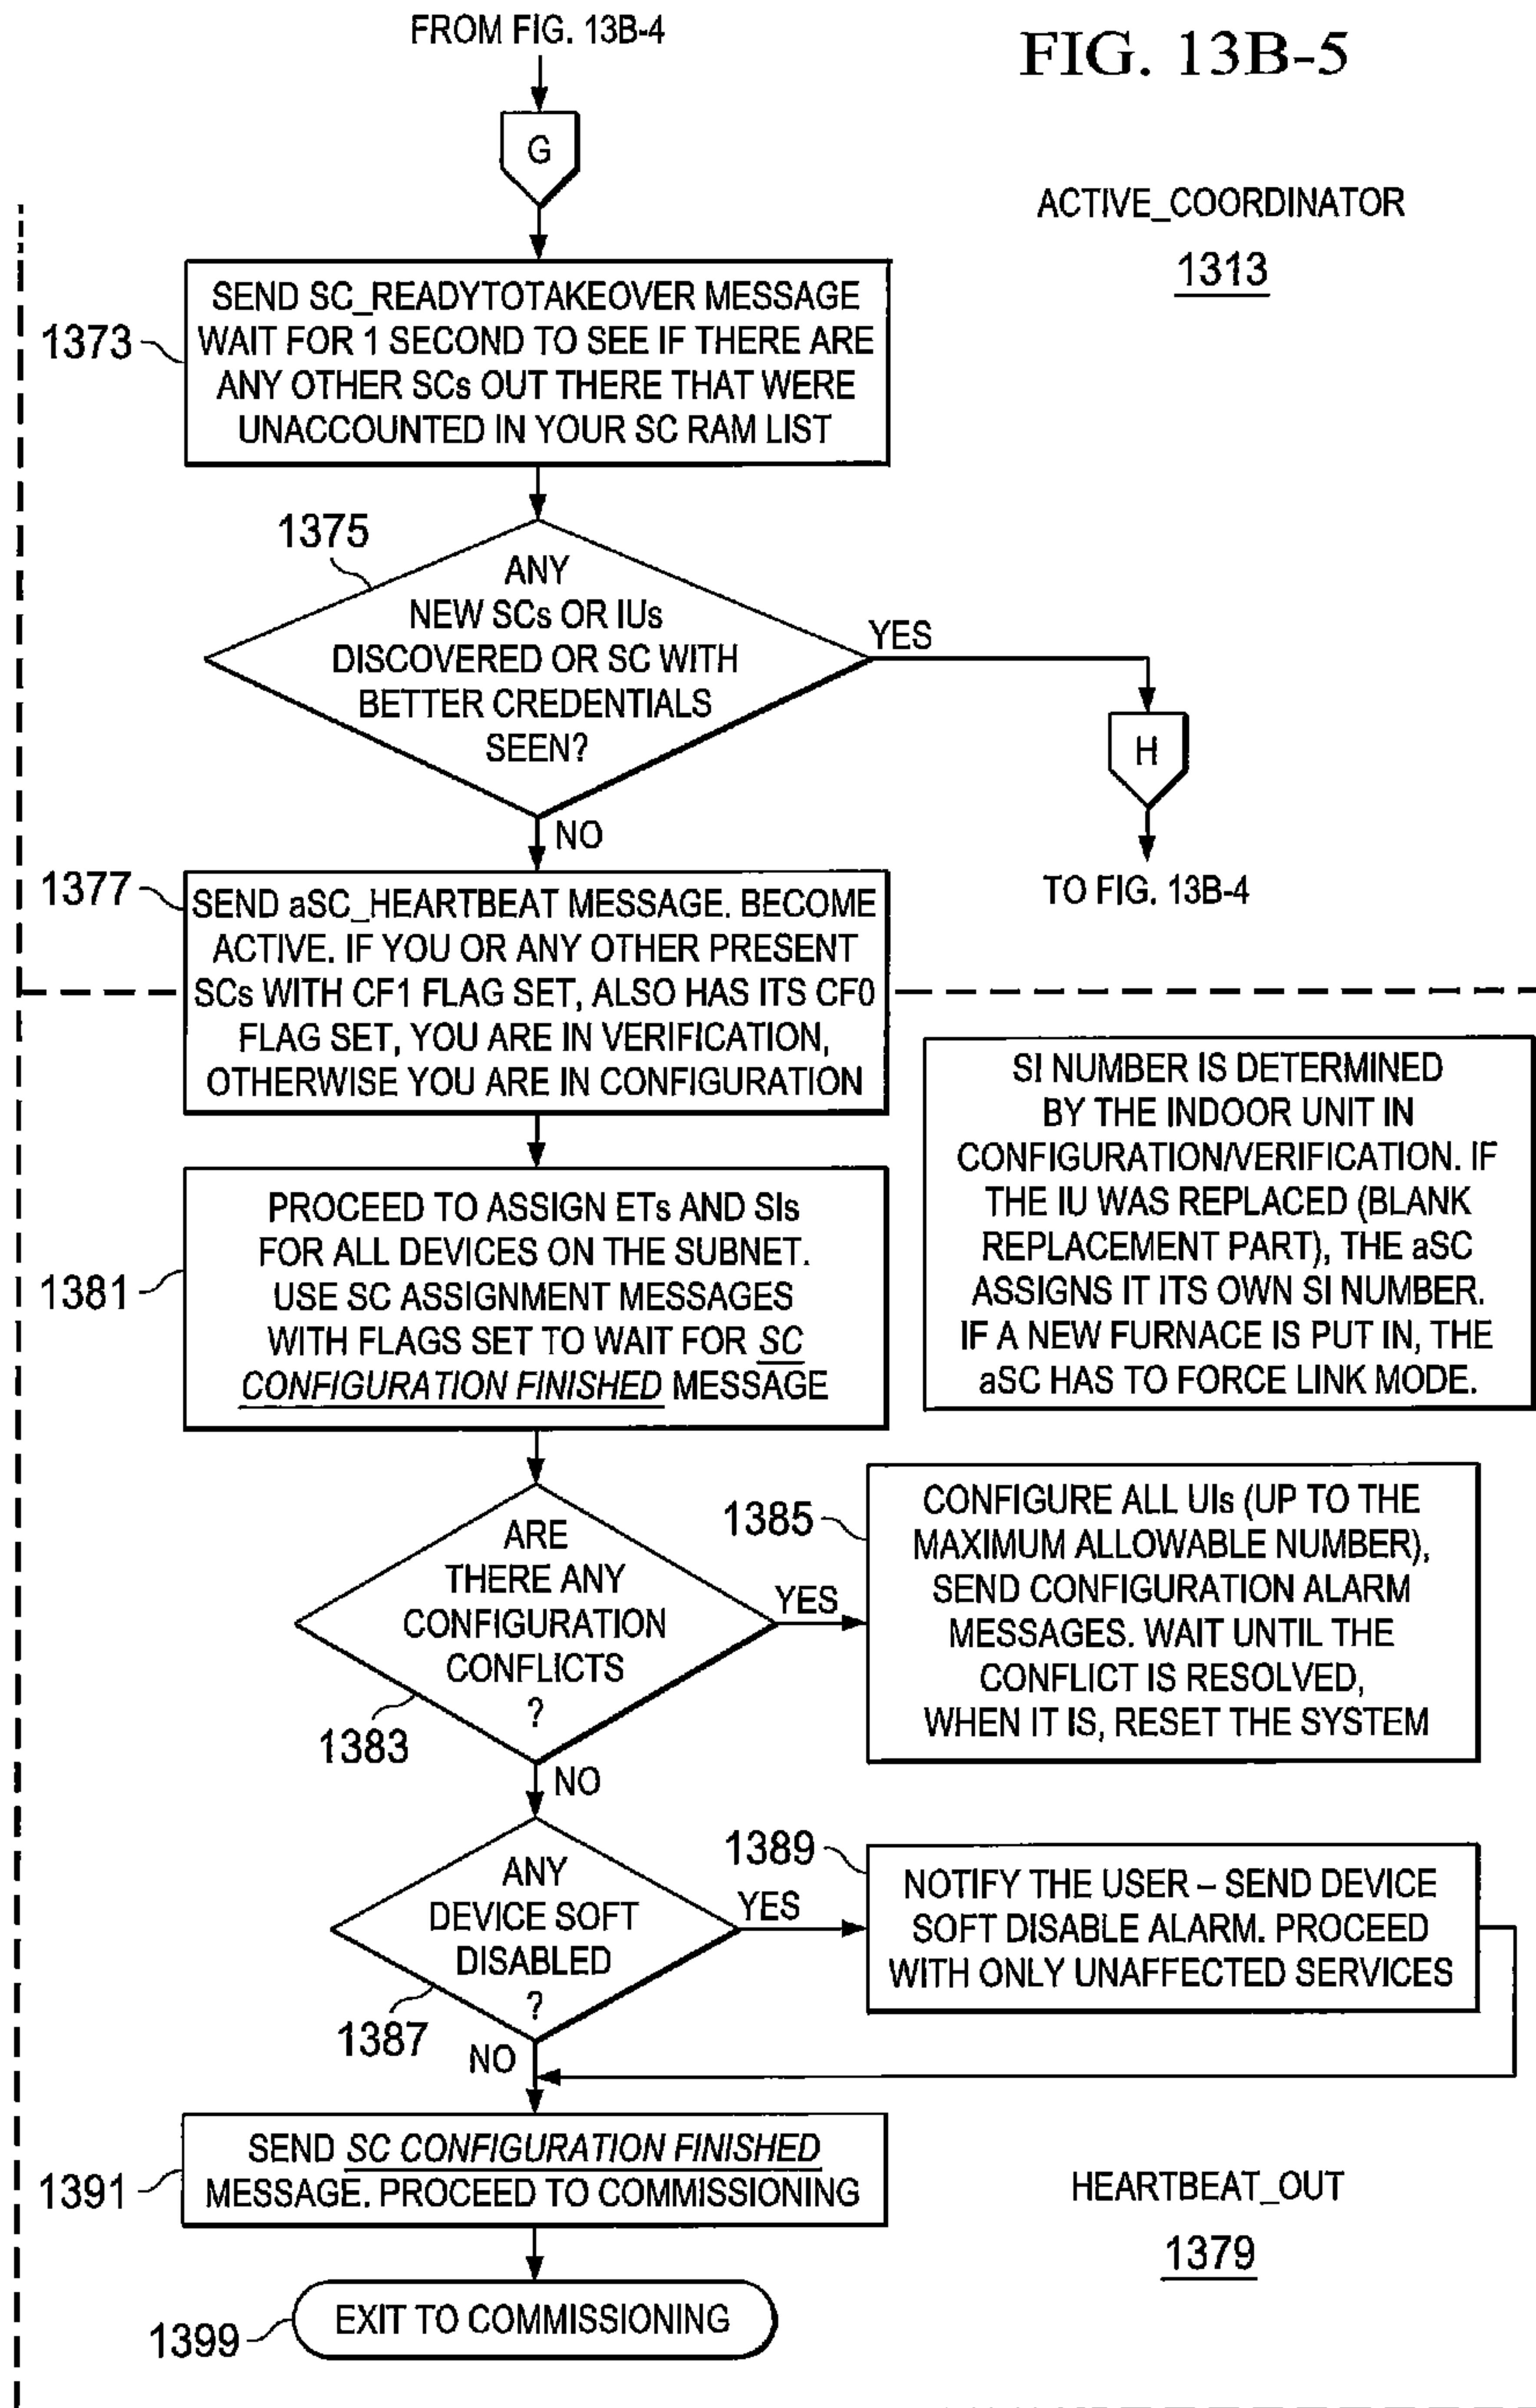 FROM FIG. 13B-4
FIG. 13B-5
G
ACTIVE_COORDINATOR
1313
1373
SEND SC_READYTOTAKEOVER MESSAGE
WAIT FOR 1 SECOND TO SEE IF THERE ARE
ANY OTHER SCs OUT THERE THAT WERE
UNACCOUNTED IN YOUR SC RAM LIST
1375
ANY
NEW SCs OR IUs
DISCOVERED OR SC WITH
BETTER CREDENTIALS
SEEN?
YES
H
TO FIG. 13B-4
NO
1377
SEND aSC_HEARTBEAT MESSAGE. BECOME
ACTIVE. IF YOU OR ANY OTHER PRESENT
SCs WITH CF1 FLAG SET, ALSO HAS ITS CF0
FLAG SET, YOU ARE IN VERIFICATION,
OTHERWISE YOU ARE IN CONFIGURATION
SI NUMBER IS DETERMINED
BY THE INDOOR UNIT IN
CONFIGURATION/VERIFICATION. IF
THE IU WAS REPLACED (BLANK
REPLACEMENT PART), THE aSC
ASSIGNS IT ITS OWN SI NUMBER.
IF A NEW FURNACE IS PUT IN, THE
aSC HAS TO FORCE LINK MODE.
1381
PROCEED TO ASSIGN ETs AND SIs
FOR ALL DEVICES ON THE SUBNET.
USE SC ASSIGNMENT MESSAGES
WITH FLAGS SET TO WAIT FOR SC
CONFIGURATION FINISHED MESSAGE
ARE
THERE ANY
CONFIGURATION
CONFLICTS
?
1383
YES
1385
CONFIGURE ALL UIs (UP TO THE
MAXIMUM ALLOWABLE NUMBER),
SEND CONFIGURATION ALARM
MESSAGES. WAIT UNTIL THE
CONFLICT IS RESOLVED,
WHEN IT IS, RESET THE SYSTEM
NO
ANY
DEVICE SOFT
DISABLED
?
1387
YES
1389
NOTIFY THE USER – SEND DEVICE
SOFT DISABLE ALARM. PROCEED
WITH ONLY UNAFFECTED SERVICES
NO
1391
SEND SC CONFIGURATION FINISHED
MESSAGE. PROCEED TO COMMISSIONING
HEARTBEAT_OUT
1379
1399
EXIT TO COMMISSIONING